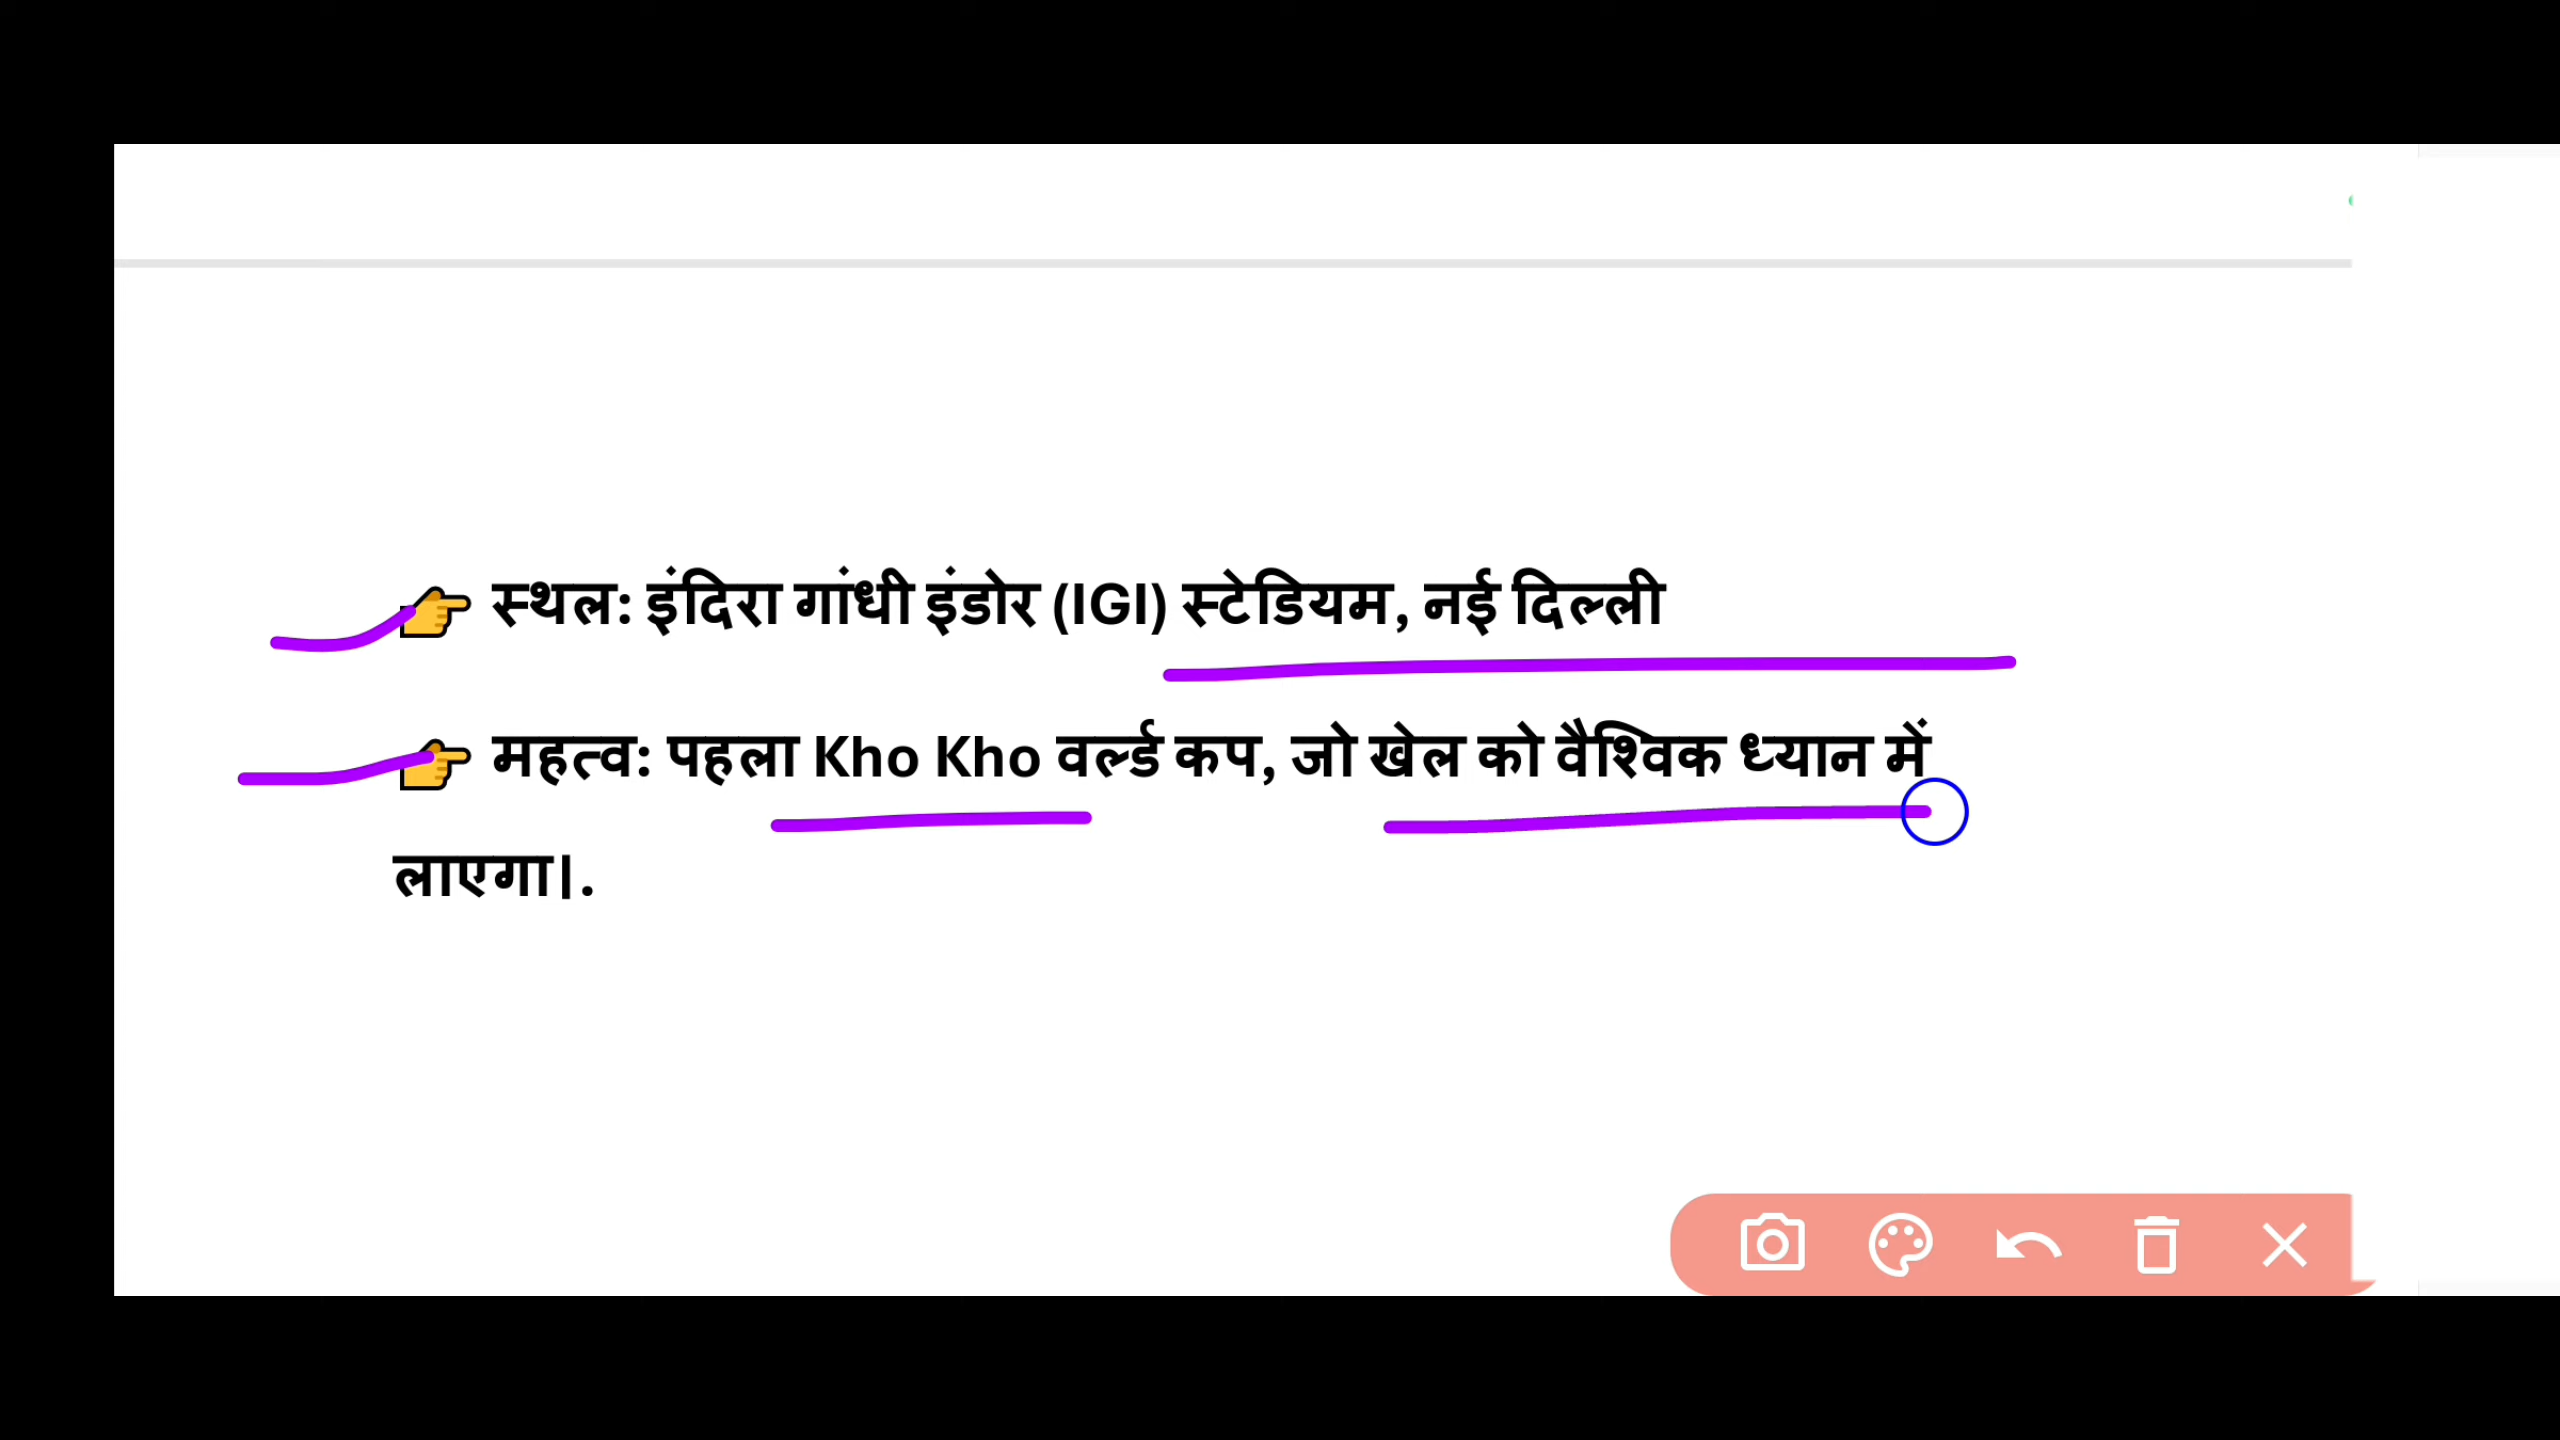 👉 स्थल: इंदिरा गांधी इंडोर (IGI) स्टेडियम, नई दिल्ली
👉 महत्व: पहला Kho Kho वर्ल्ड कप, जो खेल को वैश्विक ध्यान में
लाएगा।.